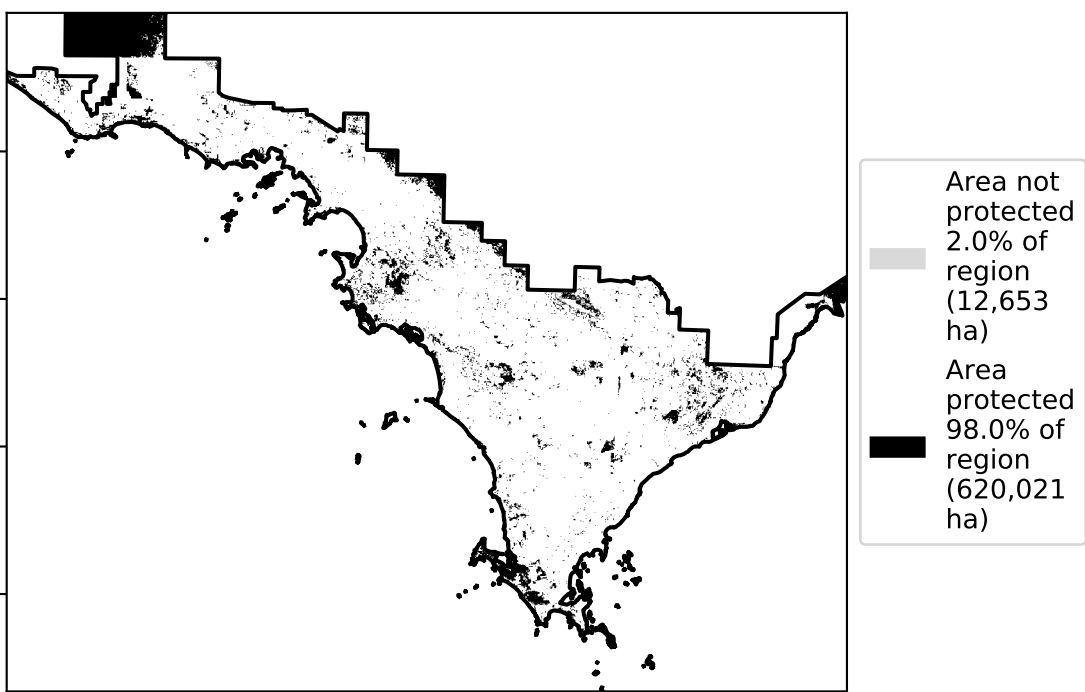 Area not
protected
2.0% of
region
(12,653
ha)
Area
protected
98.0% of
region
(620,021
ha)